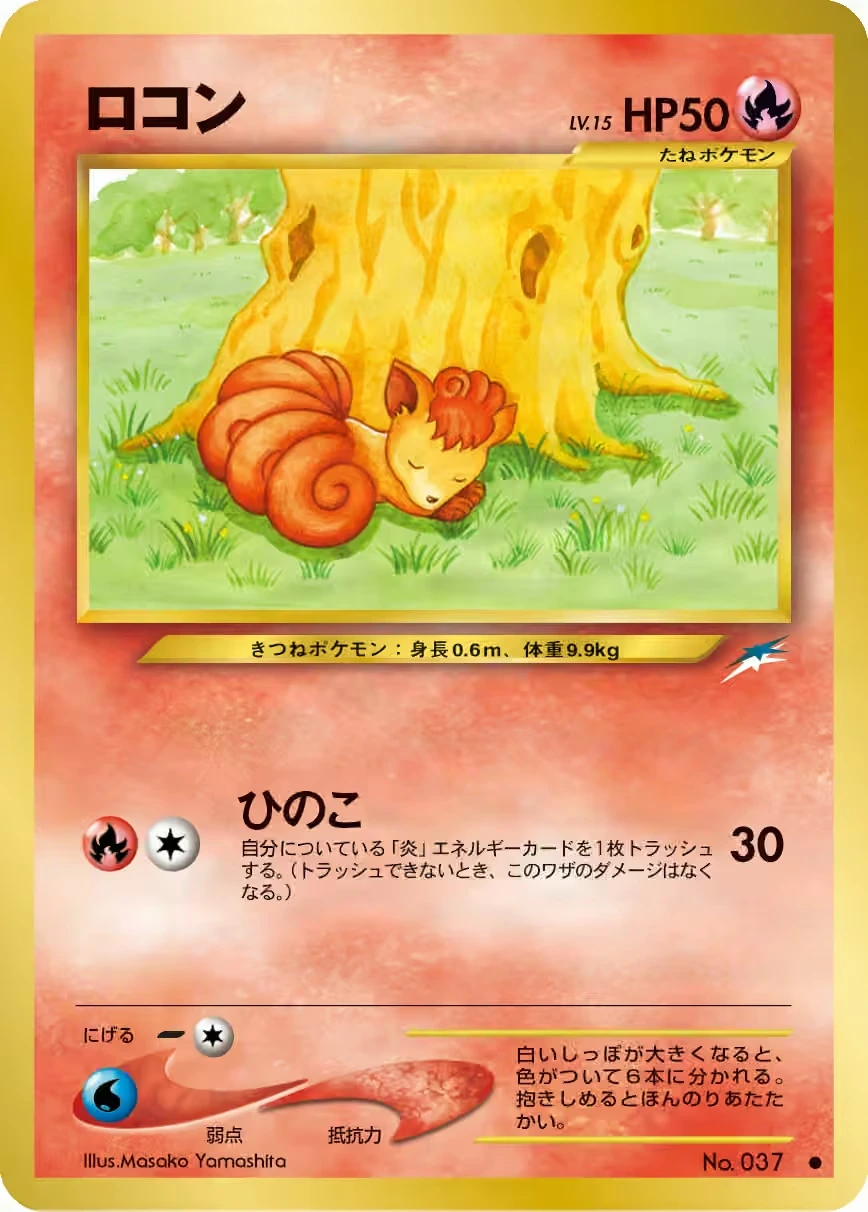 ロコン
LV.15 HP50
たねポケモン
きつねポケモン：身長0.6m、体重9.9kg
ひのこ
自分についている「炎」エネルギーカードを1枚トラッシュ
する。（トラッシュできないとき、このワザのダメージはなく
なる。）
30
にげる
白いしっぽが大きくなると、
色がついて6本に分かれる。
抱きしめるとほんのりあたた
かい。
弱点
抵抗力
Illus.Masako Yamashita
No. 037